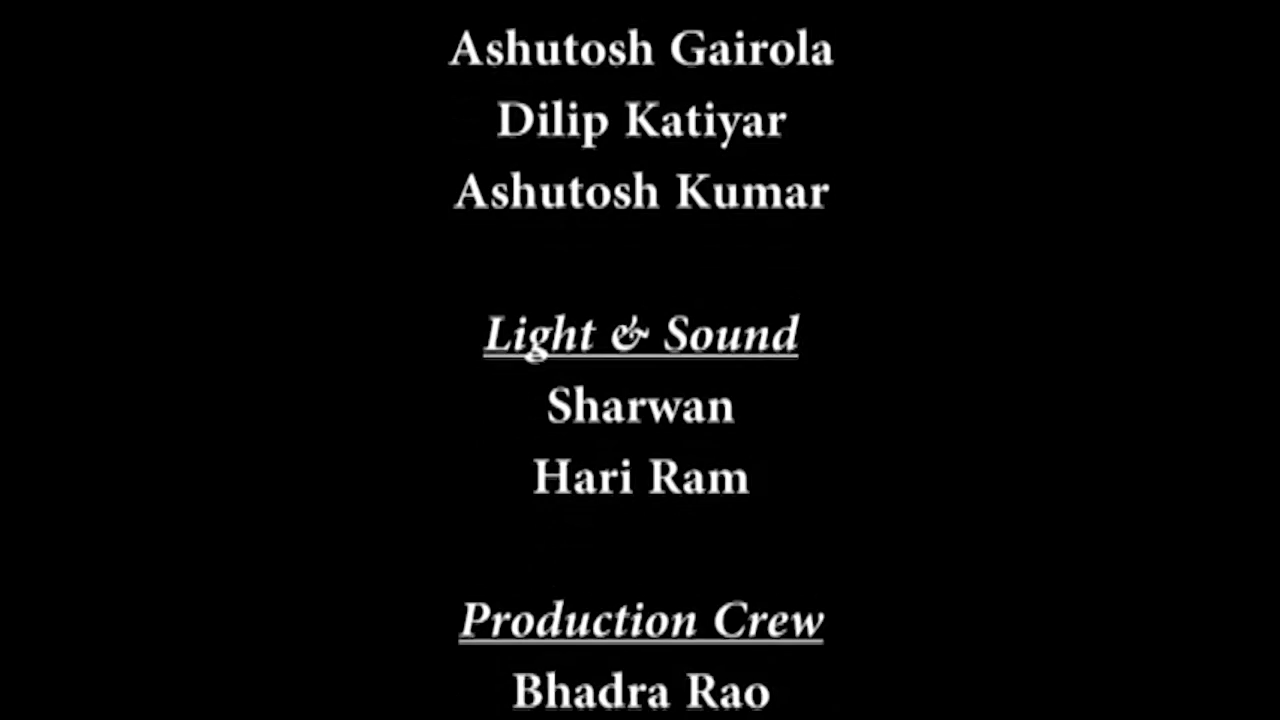 Ashutosh Gairola
Dilip Katiyar
Ashutosh Kumar
Light & Sound
Sharwan
Hari Ram
Production Crew
Bhadra Rao